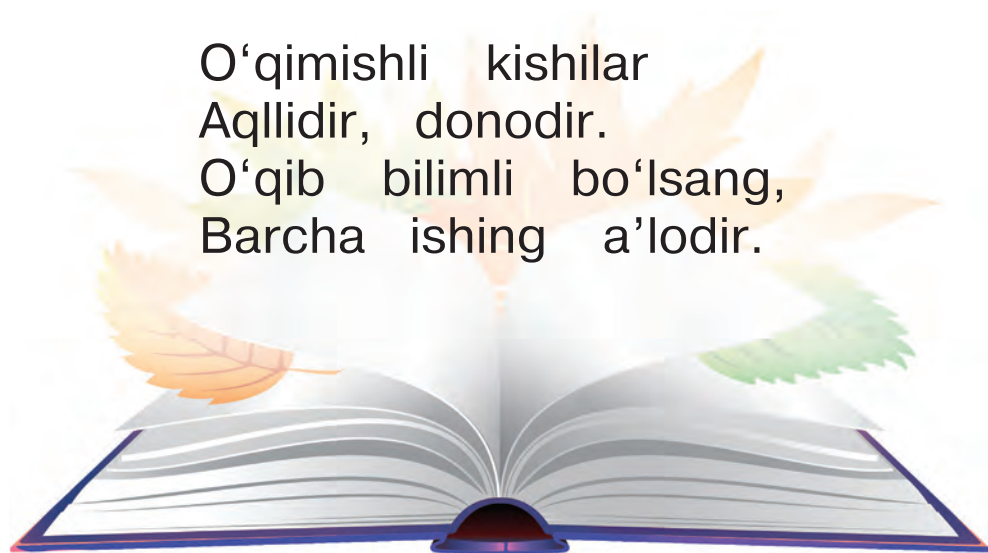 O‘qimishli kishilar
Aqllidir, donodir.
O‘qib bilimli bo‘lsang,
Barcha ishing a’lodir.